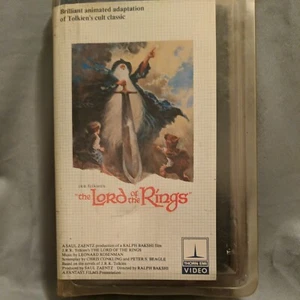 Brilliant animated adaptation
of Tolkien's cult classic
J.R.R. Tolkien's
"the Lord of the Rings"
A SAUL ZAENTZ production of a RALPH BAKSHI film
J.R.R. Tolkien's THE LORD OF THE RINGS
Music by LEONARD ROSENMAN
Screenplay by CHRIS CONKLING and PETER S. BEAGLE
Based on the novels of J.R.R. Tolkien
Produced by SAUL ZAENTZ Directed by RALPH BAKSHI
A FANTASY FILMS Presentation
THORN EMI
VIDEO